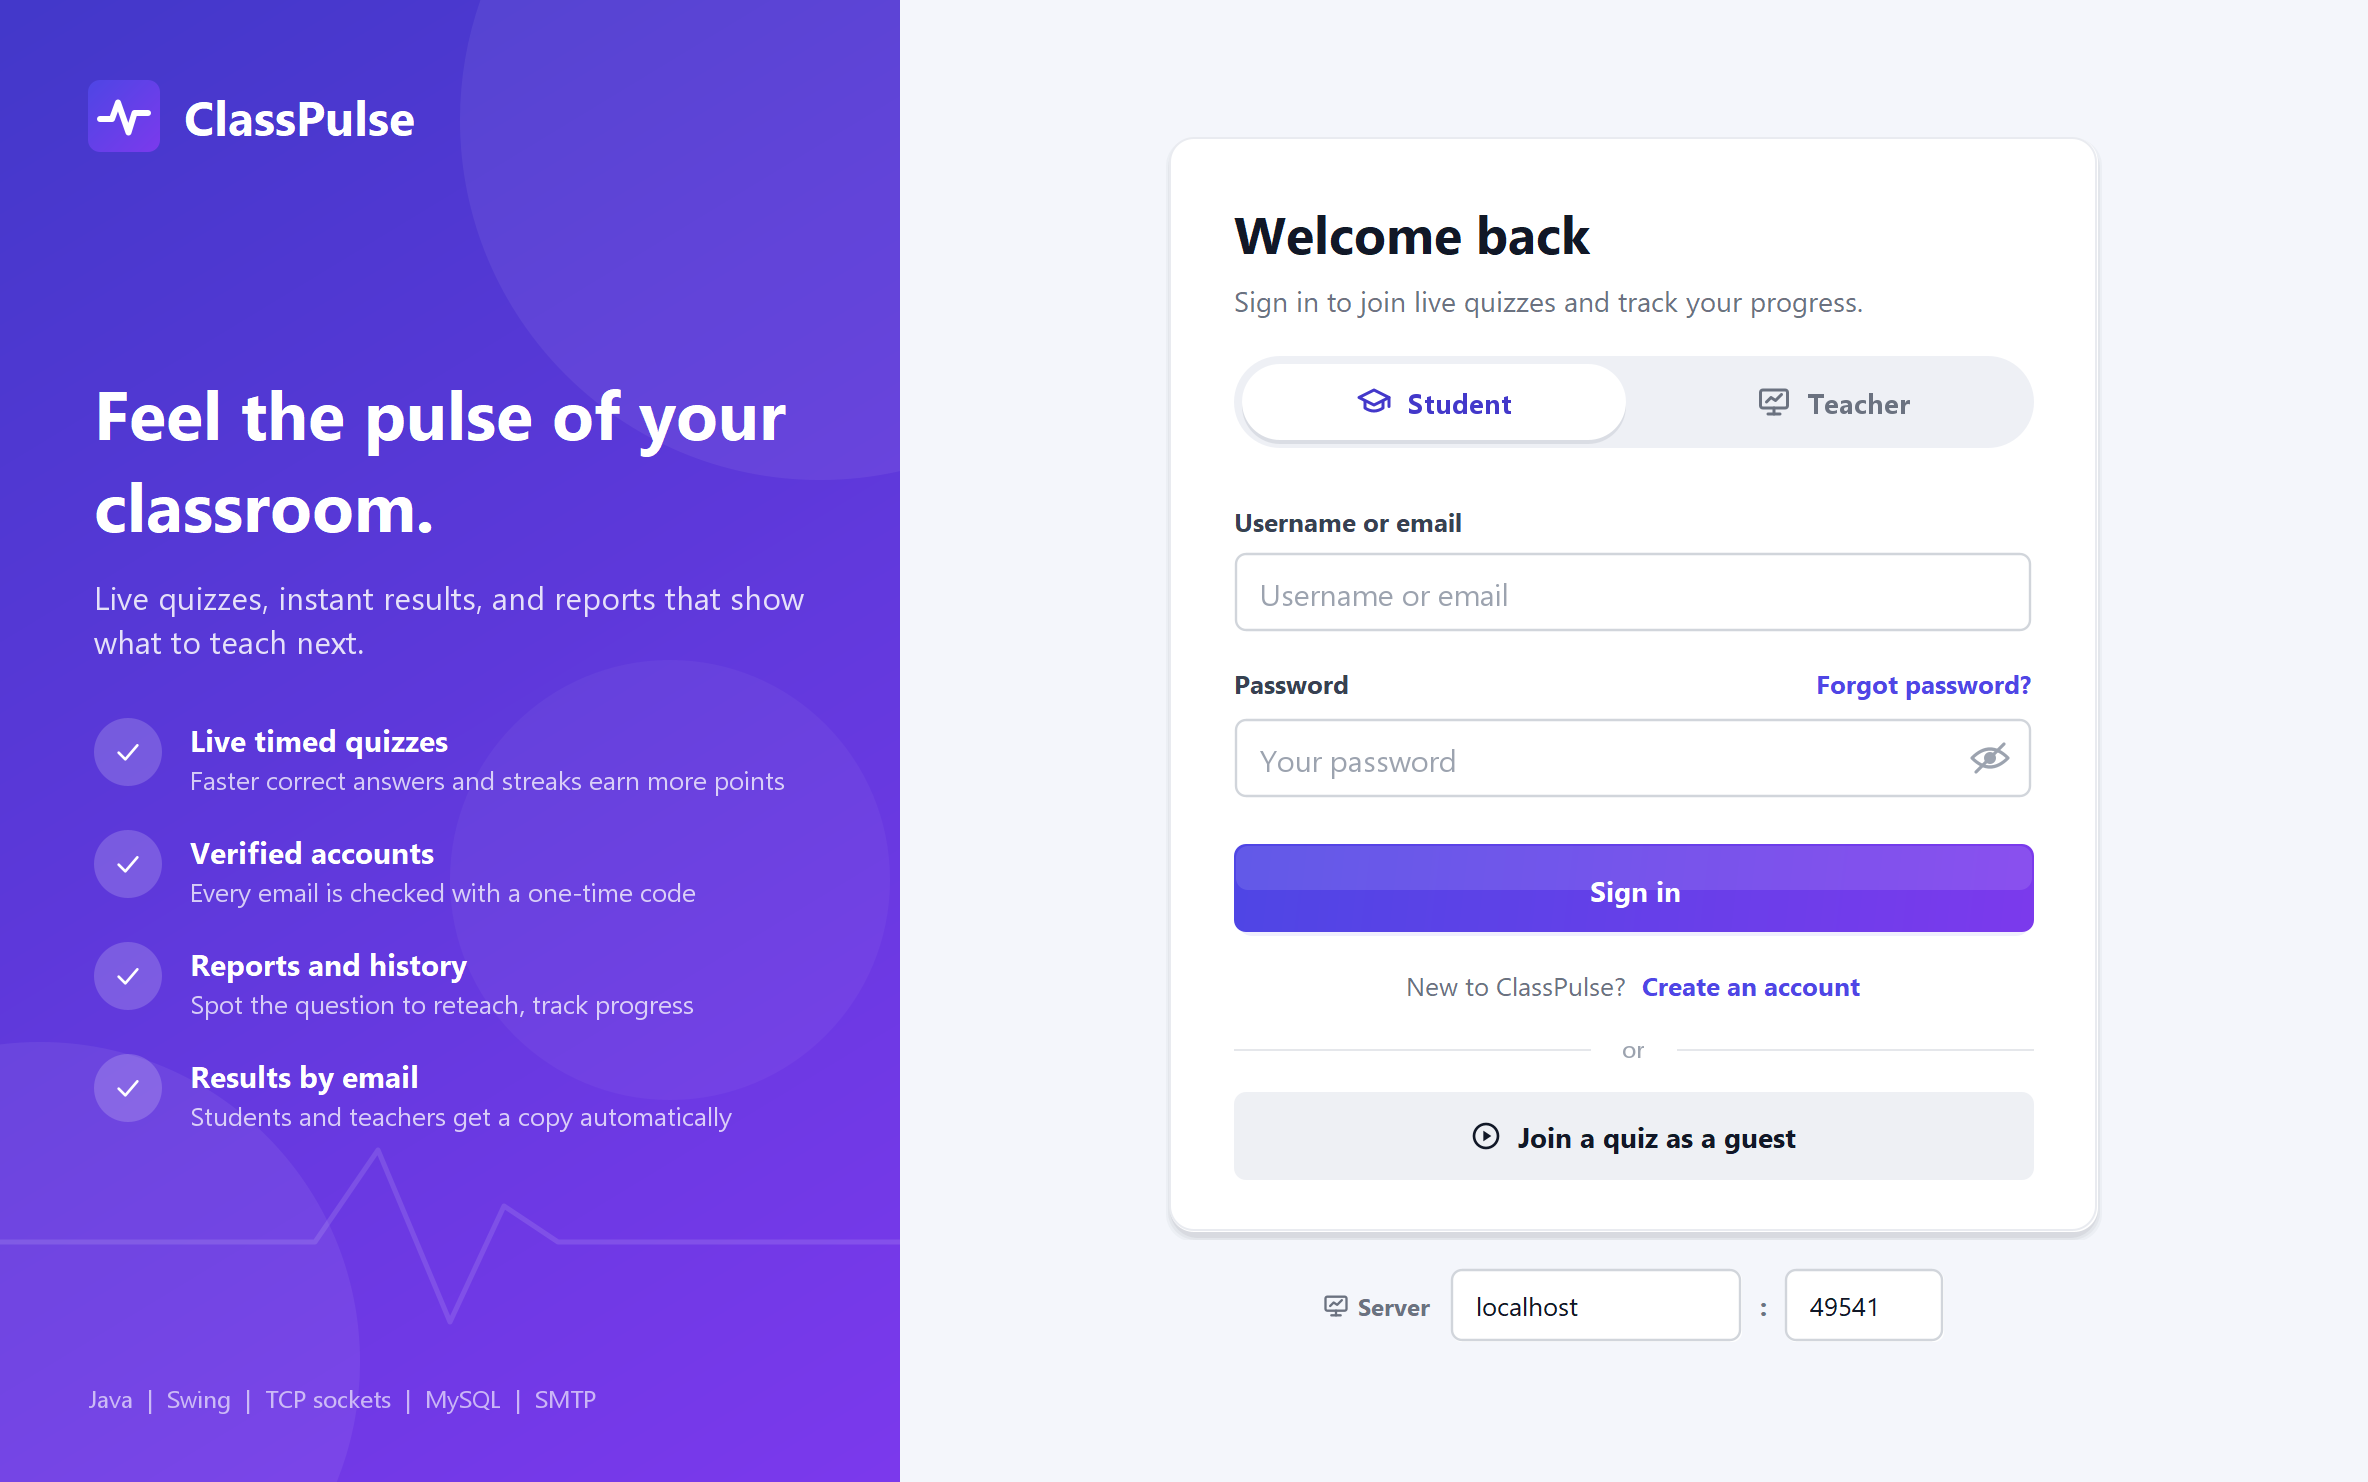 ClassPulse
Feel the pulse of your
classroom.
Live quizzes, instant results, and reports that show
what to teach next.
Live timed quizzes
Faster correct answers and streaks earn more points
Verified accounts
Every email is checked with a one-time code
Reports and history
Spot the question to reteach, track progress
Results by email
Students and teachers get a copy automatically
Java | Swing | TCP sockets | MySQL | SMTP
Welcome back
Sign in to join live quizzes and track your progress.
Student Teacher
Username or email
Username or email
Password Forgot password?
Your password
Sign in
New to ClassPulse? Create an account
or
Join a quiz as a guest
Server localhost : 49541